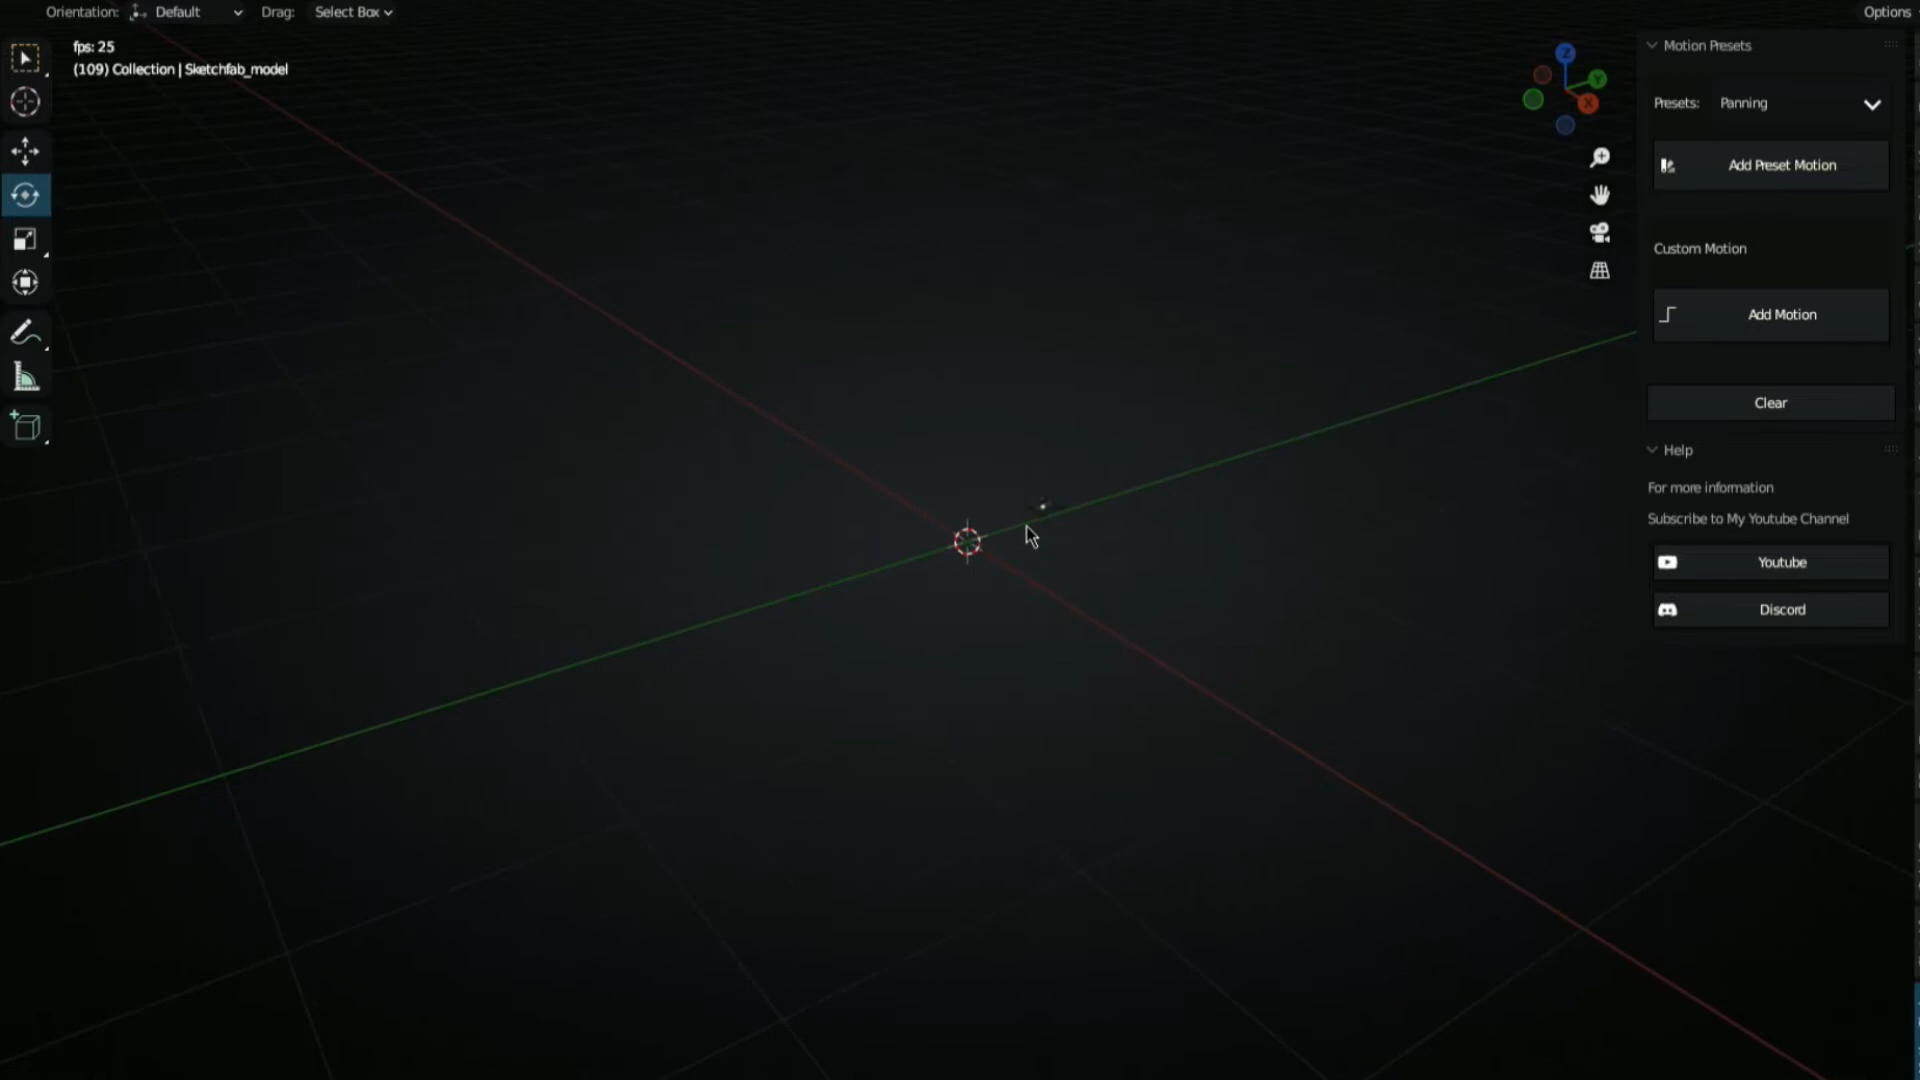 Orientation: Default Drag: Select Box Options
fps: 25
(109) Collection | Sketchfab_model
Z
Y
X
Motion Presets
Presets: Panning
Add Preset Motion
Custom Motion
Add Motion
Clear
Help
For more information
Subscribe to My Youtube Channel
Youtube
Discord